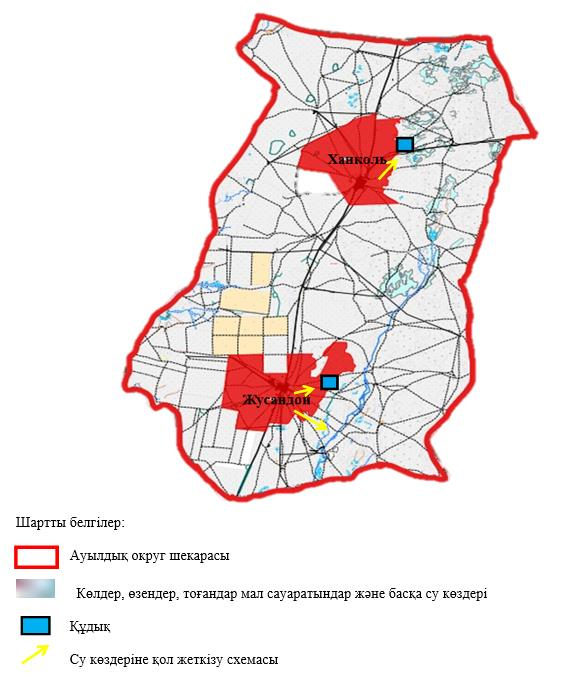 Ханколь
Жусандой
Шартты белгілер:
Ауылдық округ шекарасы
Көлдер, өзендер, тоғандар мал сауаратындар және басқа су көздері
Құдық
Су көздеріне қол жеткізу схемасы